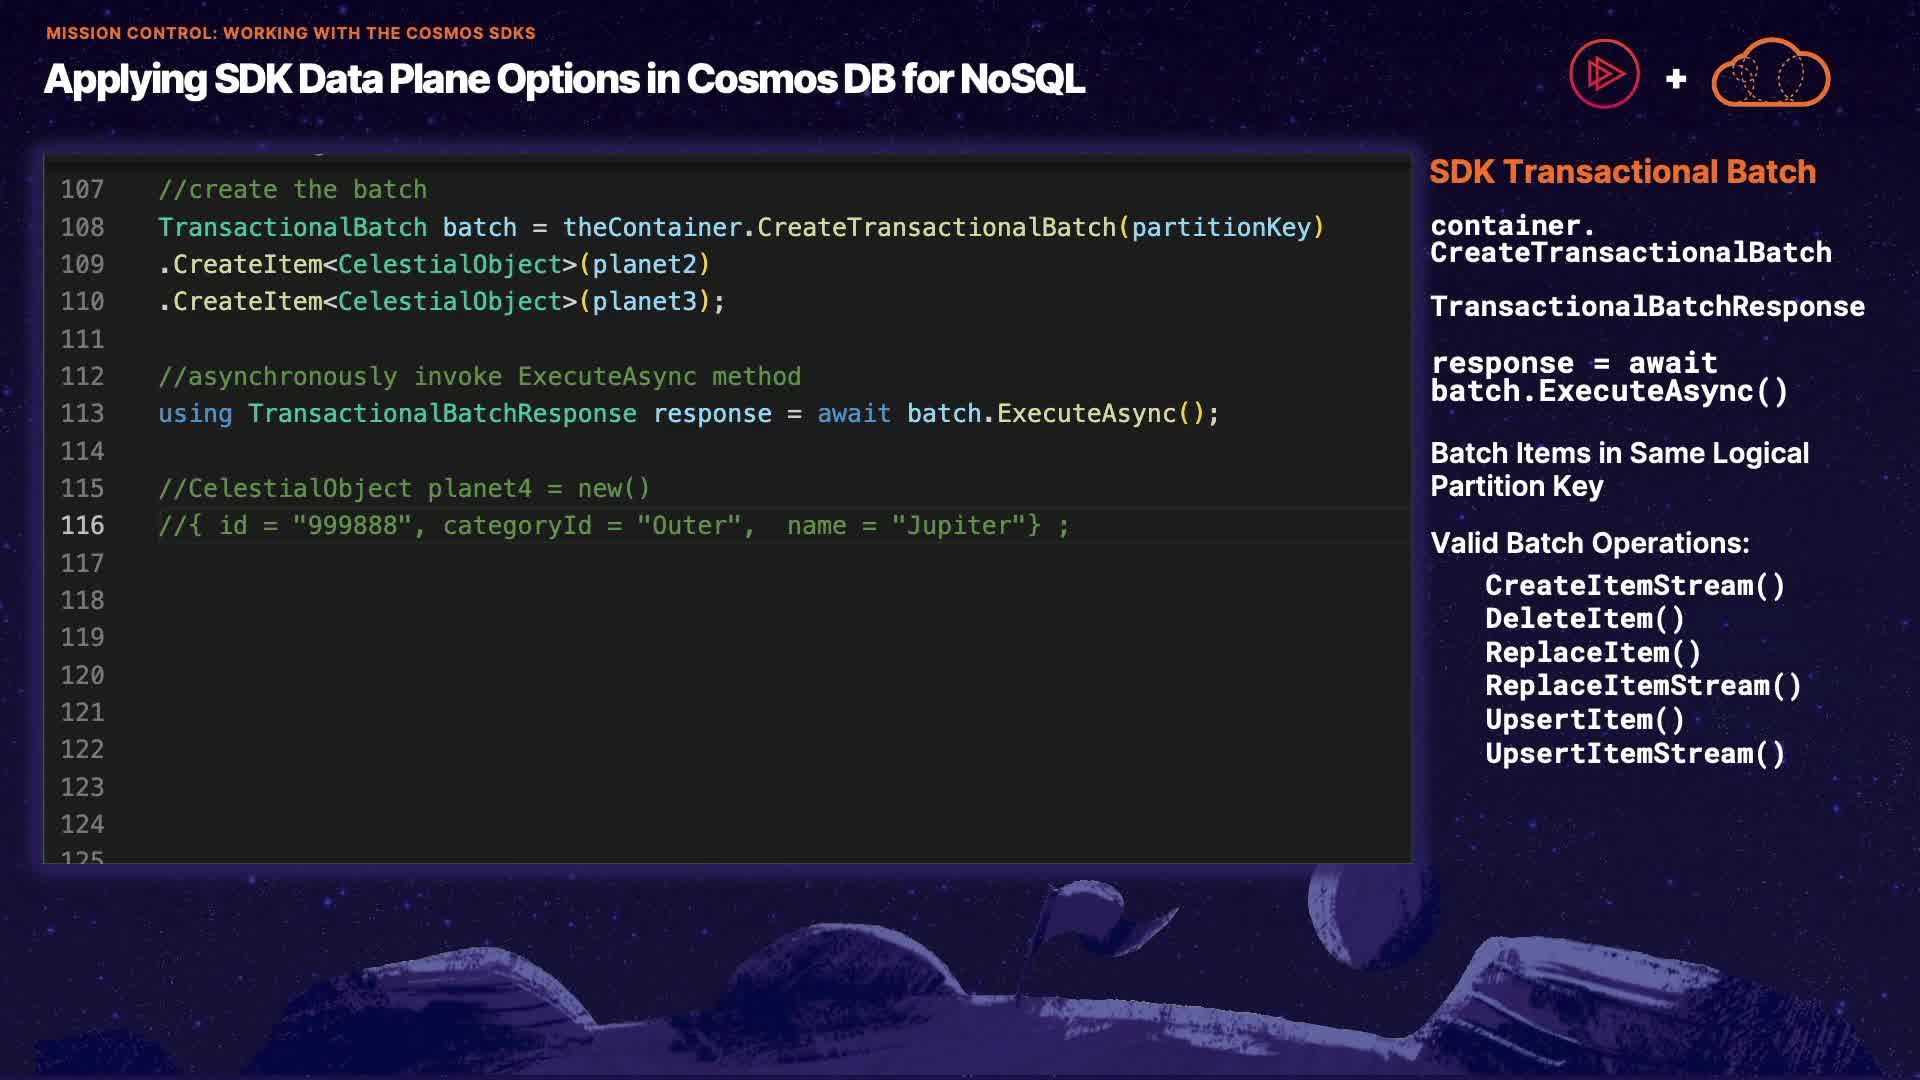 MISSION CONTROL: WORKING WITH THE COSMOS SDKS
Applying SDK Data Plane Options in Cosmos DB for NoSQL
+
107 //create the batch
108 TransactionalBatch batch = theContainer.CreateTransactionalBatch(partitionKey)
109 .CreateItem<CelestialObject>(planet2)
110 .CreateItem<CelestialObject>(planet3);
111
112 //asynchronously invoke ExecuteAsync method
113 using TransactionalBatchResponse response = await batch.ExecuteAsync();
114
115 //CelestialObject planet4 = new()
116 //{ id = "999888", categoryId = "Outer",  name = "Jupiter"} ;
117
118
119
120
121
122
123
124
125
SDK Transactional Batch
container.
CreateTransactionalBatch
TransactionalBatchResponse
response = await
batch.ExecuteAsync()
Batch Items in Same Logical
Partition Key
Valid Batch Operations:
CreateItemStream()
DeleteItem()
ReplaceItem()
ReplaceItemStream()
UpsertItem()
UpsertItemStream()